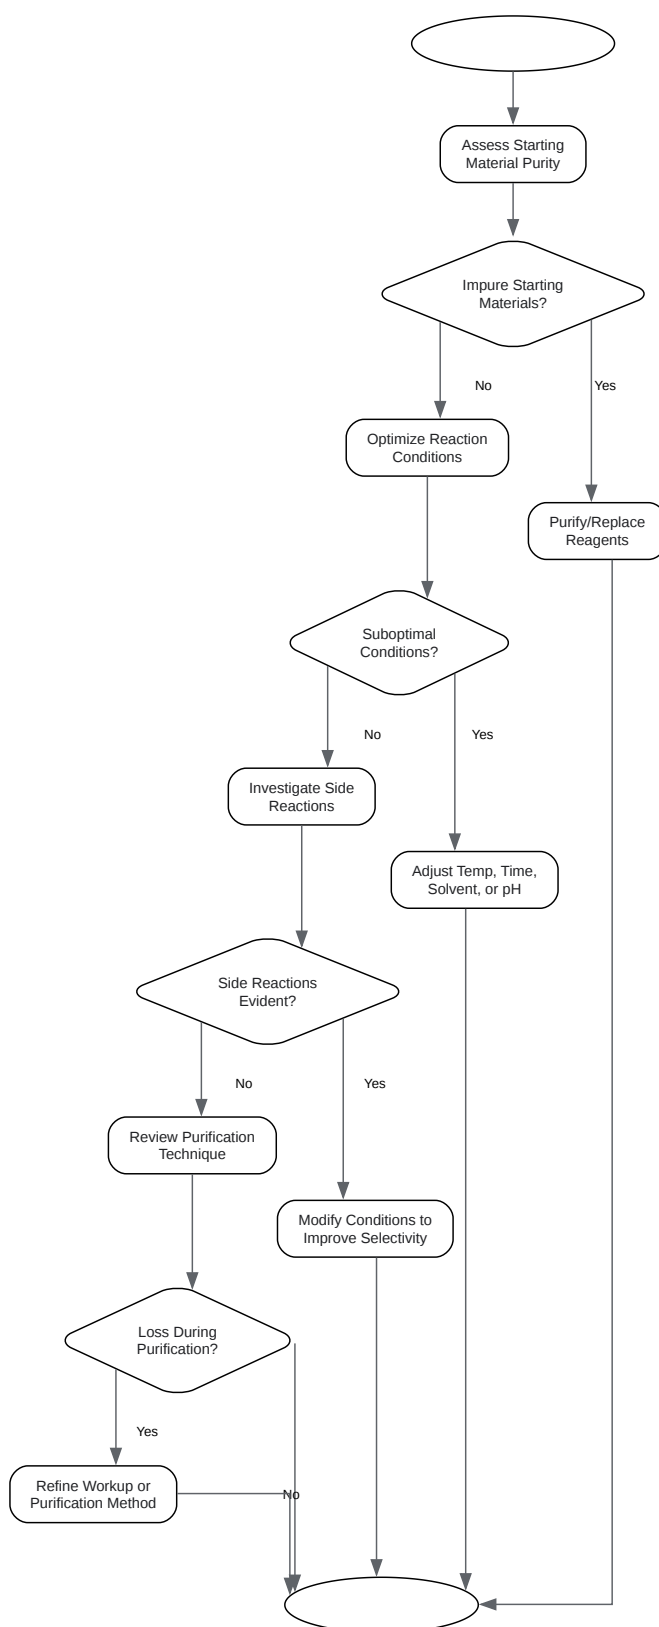 Assess Starting
Material Purity
Impure Starting
Materials?
No
Yes
Optimize Reaction
Conditions
Purify/Replace
Reagents
Suboptimal
Conditions?
No
Yes
Investigate Side
Reactions
Adjust Temp, Time,
Solvent, or pH
Side Reactions
Evident?
No
Yes
Review Purification
Technique
Modify Conditions to
Improve Selectivity
Loss During
Purification?
Yes
Refine Workup or
Purification Method
No